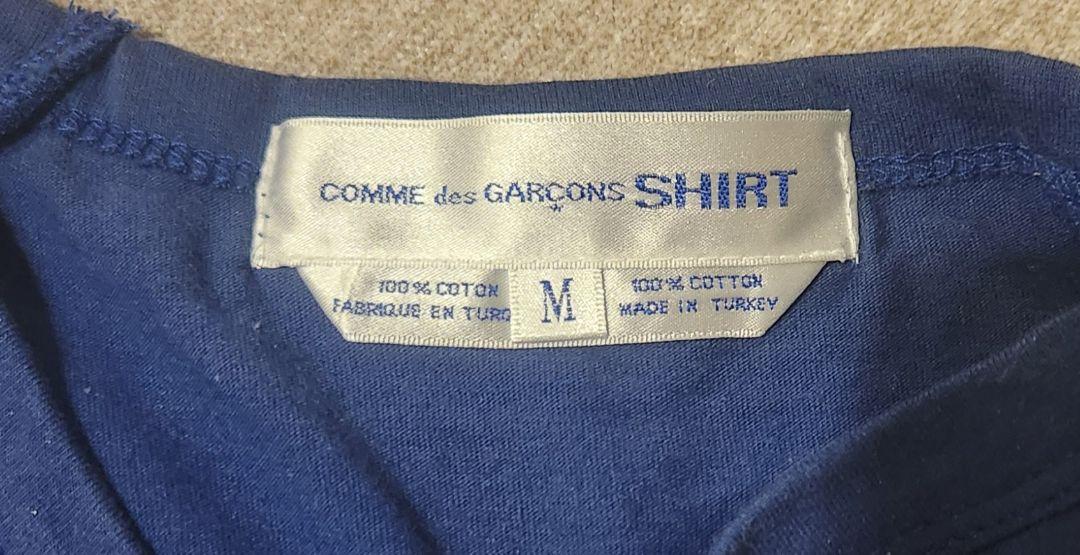 COMME des GARÇONS SHIRT
100% COTON
FABRIQUE EN TURQ
M
100% COTTON
MADE IN TURKEY